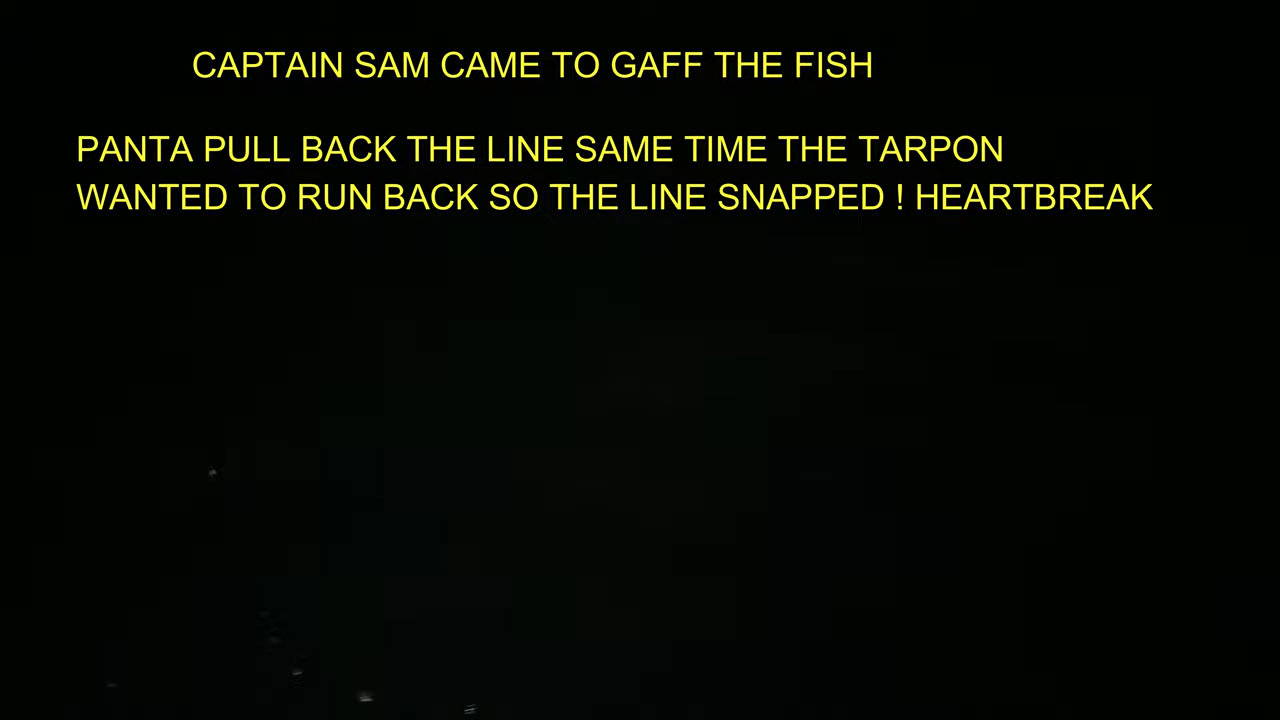 CAPTAIN SAM CAME TO GAFF THE FISH
PANTA PULL BACK THE LINE SAME TIME THE TARPON
WANTED TO RUN BACK SO THE LINE SNAPPED ! HEARTBREAK